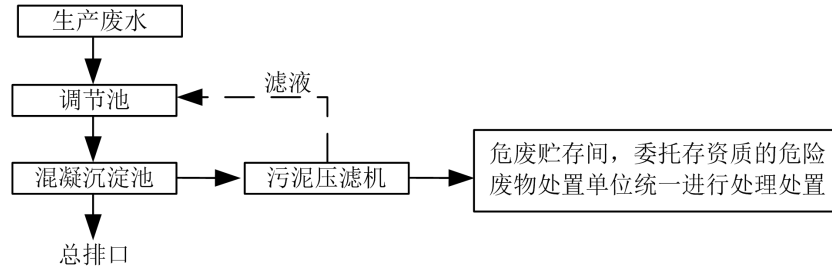 生产废水
调节池
滤液
混凝沉淀池
污泥压滤机
危废贮存间，委托存资质的危险
废物处置单位统一进行处理处置
总排口